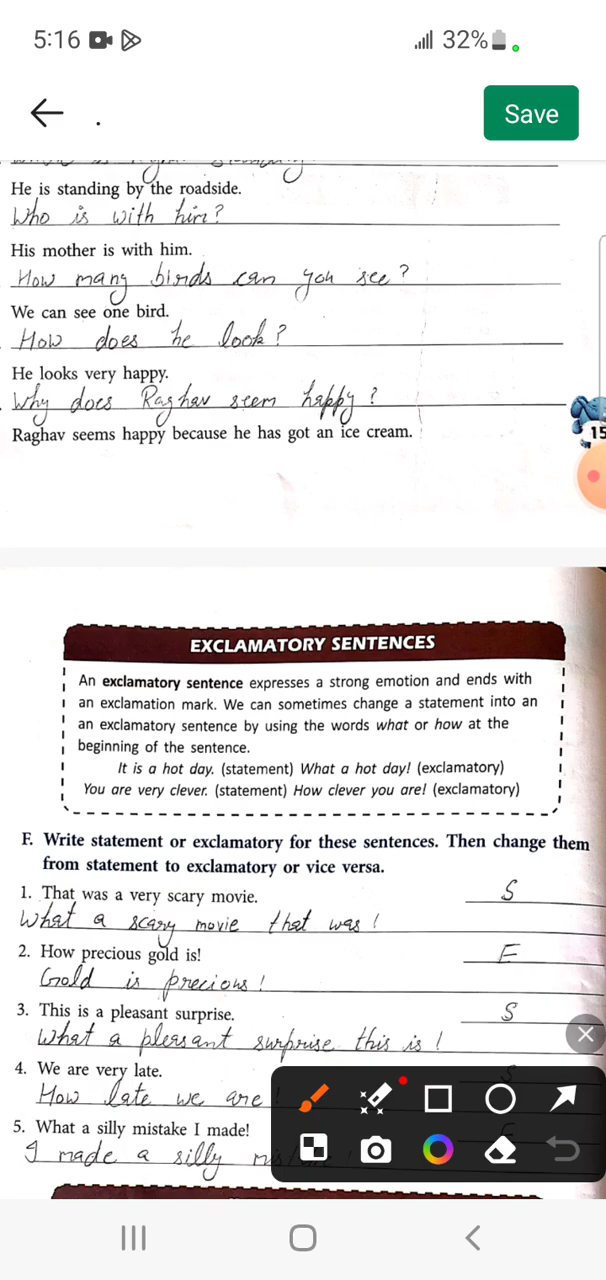 5:16 32%
.
Save
He is standing by the roadside.
Who is with him?
His mother is with him.
How many birds can you see?
We can see one bird.
How does he look?
He looks very happy.
Why does Raghav seem happy?
15
Raghav seems happy because he has got an ice cream.
EXCLAMATORY SENTENCES
An exclamatory sentence expresses a strong emotion and ends with
an exclamation mark. We can sometimes change a statement into an
an exclamatory sentence by using the words what or how at the
beginning of the sentence.
It is a hot day. (statement) What a hot day! (exclamatory)
You are very clever. (statement) How clever you are! (exclamatory)
F. Write statement or exclamatory for these sentences. Then change them
from statement to exclamatory or vice versa.
1. That was a very scary movie. S
What a scary movie that was!
2. How precious gold is! E
Gold is precious!
3. This is a pleasant surprise. S
What a pleasant surprise this is!
4. We are very late. S
How late we are!
5. What a silly mistake I made!
I made a silly